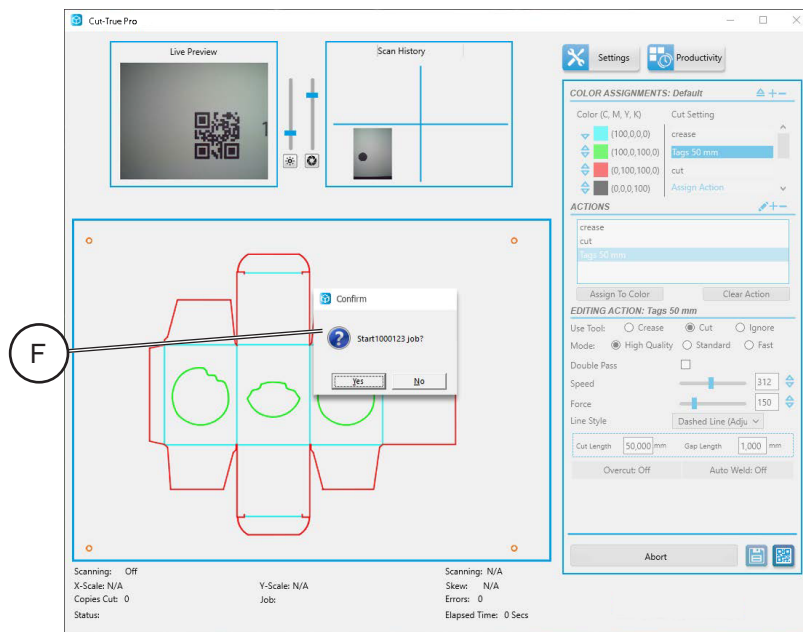 Cut-True Pro
Live Preview
1
Scan History
Settings
Productivity
COLOR ASSIGNMENTS: Default
Color (C, M, Y, K) Cut Setting
(100,0,0,0) crease
(100,0,100,0) Tags 50 mm
(0,100,100,0) cut
(0,0,0,100) Assign Action
ACTIONS
crease
cut
Tags 50 mm
Assign To Color Clear Action
EDITING ACTION: Tags 50 mm
Use Tool: Crease Cut Ignore
Mode: High Quality Standard Fast
Double Pass
Speed 312
Force 150
Line Style Dashed Line (Adju
Cut Length 50,000 mm Gap Length 1,000 mm
Overcut: Off Auto Weld: Off
Abort
F
Confirm
Start1000123 job?
Yes No
Scanning: Off Scanning: N/A
X-Scale: N/A Y-Scale: N/A Skew: N/A
Copies Cut: 0 Job: Errors: 0
Status: Elapsed Time: 0 Secs